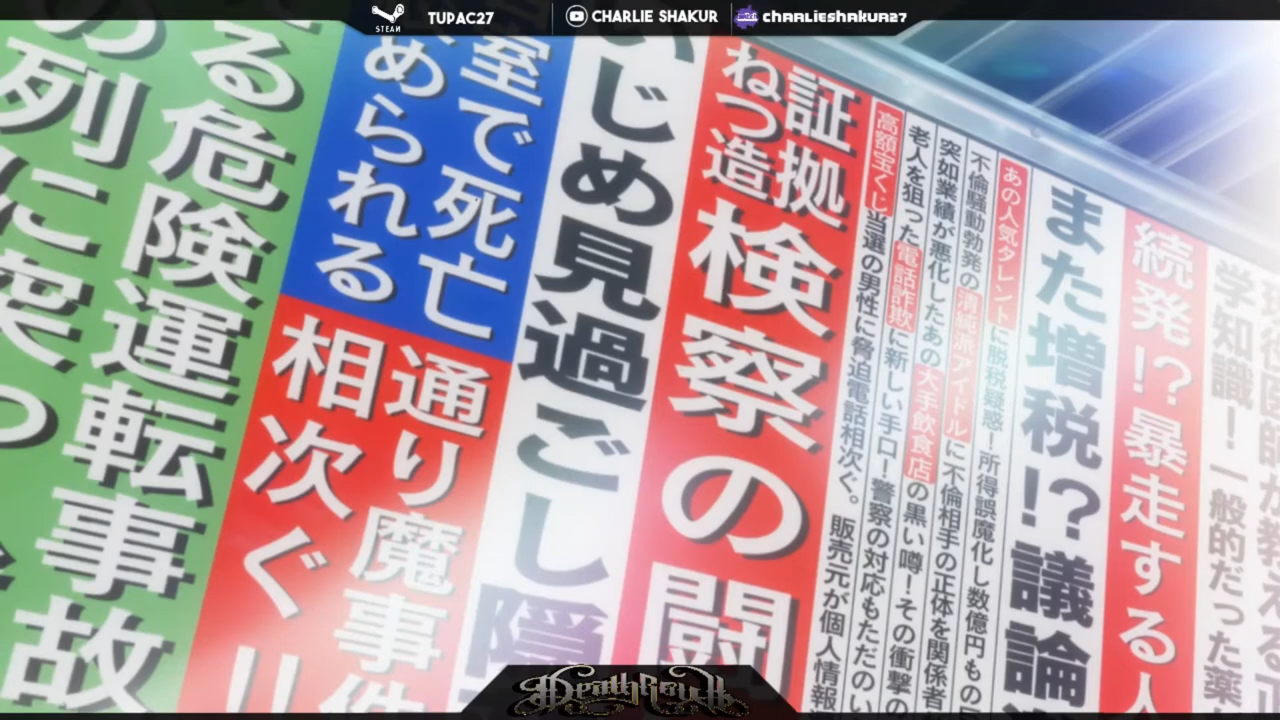 TUPAC27
STEAM
CHARLIE SHAKUR
CHARLIESHAKUR27
学知識!一般的だった薬
続発!?暴走する人
また増税!?議論
あの人気タレントに脱税疑惑!所得誤魔化し数億円もの
不倫騒動勃発の清純派アイドルに不倫相手の正体を関係者
突如業績が悪化したあの大手飲食店の黒い噂!その衝撃の
老人を狙った電話詐欺に新しい手口!警察の対応もただのい
高額宝くじ当選の男性に脅迫電話相次ぐ。販売元が個人情報
証拠
ねつ造
検察の闇
いじめ見過ごし隠
室で死亡
められる
通り魔事件
相次ぐ!!
る危険運転事故
の列に突っ
DeathRow